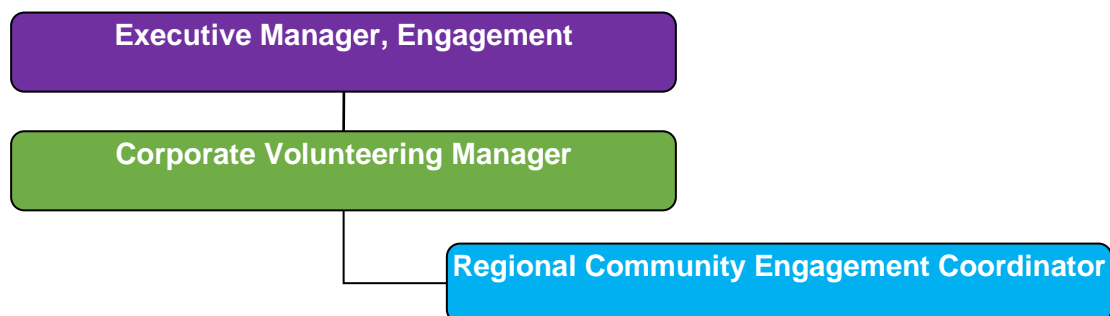 Executive Manager, Engagement
Corporate Volunteering Manager
Regional Community Engagement Coordinator